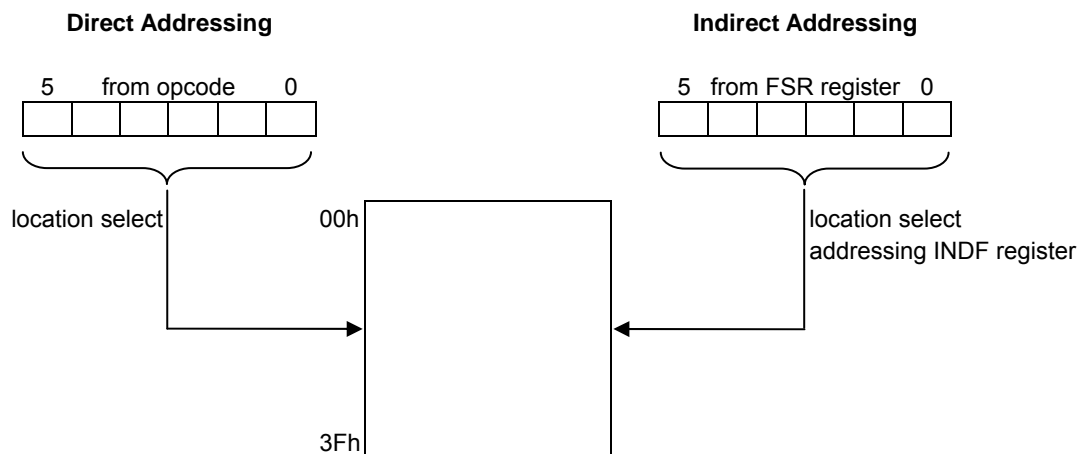 Direct Addressing
Indirect Addressing
5 from opcode 0
5 from FSR register 0
location select
00h
location select
addressing INDF register
3Fh